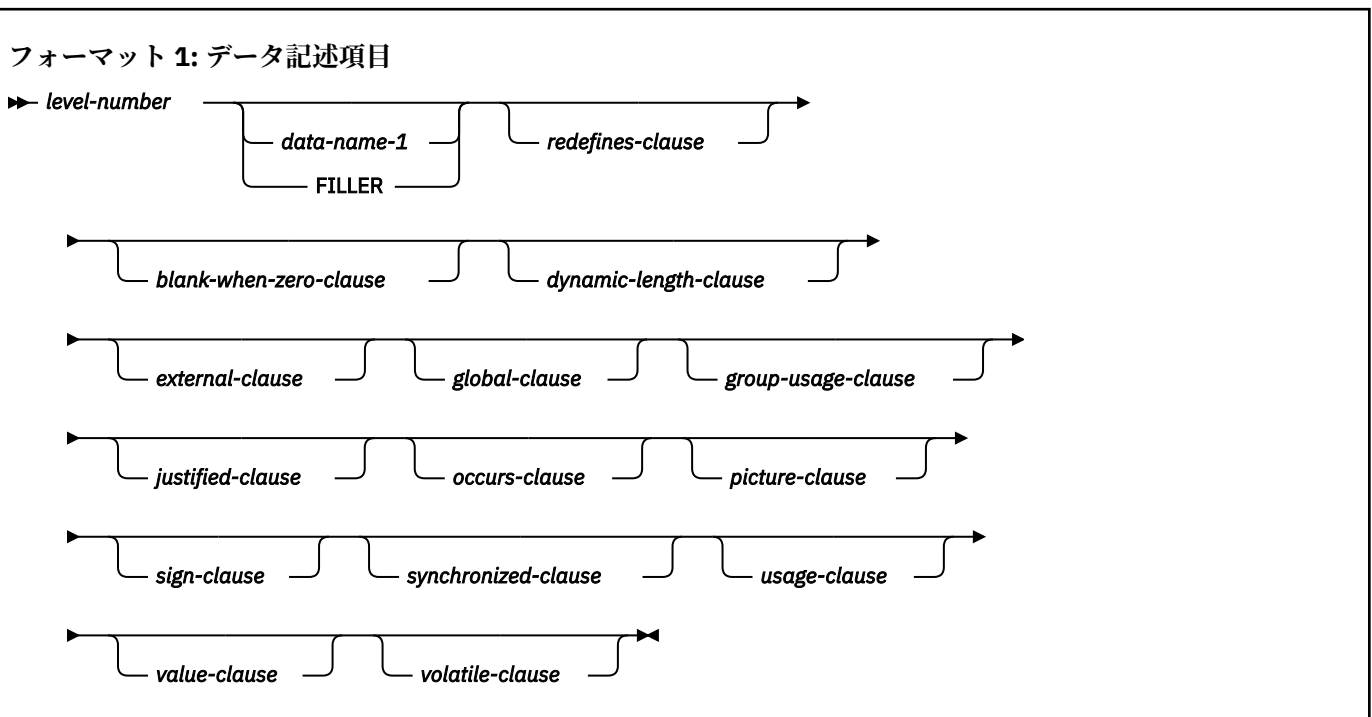 フォーマット 1: データ記述項目
level-number
data-name-1 redefines-clause
FILLER
blank-when-zero-clause dynamic-length-clause
external-clause global-clause group-usage-clause
justified-clause occurs-clause picture-clause
sign-clause synchronized-clause usage-clause
value-clause volatile-clause